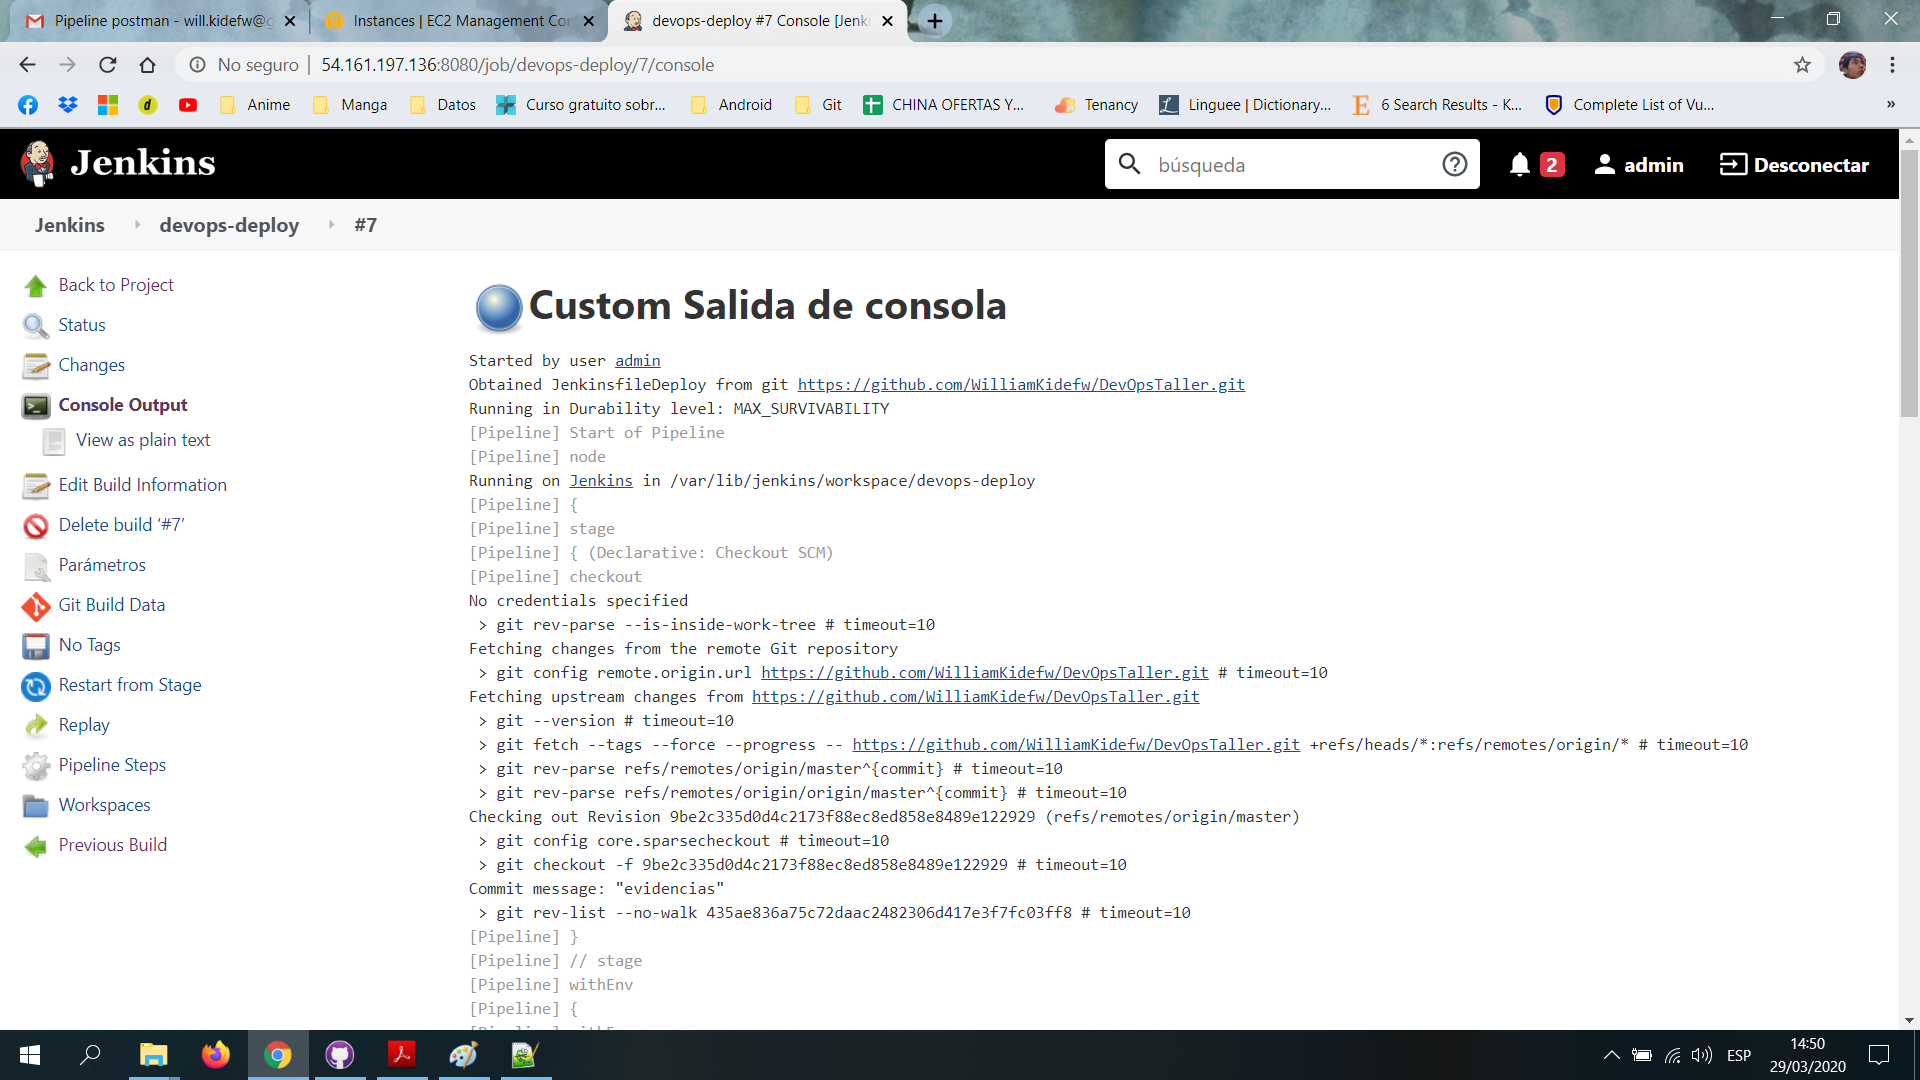 Pipeline postman - will.kidefw@g
Instances | EC2 Management Con
devops-deploy #7 Console [Jenki
No seguro | 54.161.197.136:8080/job/devops-deploy/7/console
Anime
Manga
Datos
Curso gratuito sobr...
Android
Git
CHINA OFERTAS Y...
Tenancy
Linguee | Dictionary...
6 Search Results - K...
Complete List of Vu...
»
Jenkins
búsqueda
2
admin
Desconectar
Jenkins
devops-deploy
#7
Back to Project
Status
Changes
Console Output
View as plain text
Edit Build Information
Delete build ‘#7’
Parámetros
Git Build Data
No Tags
Restart from Stage
Replay
Pipeline Steps
Workspaces
Previous Build
Custom Salida de consola
Started by user admin
Obtained JenkinsfileDeploy from git https://github.com/WilliamKidefw/DevOpsTaller.git
Running in Durability level: MAX_SURVIVABILITY
[Pipeline] Start of Pipeline
[Pipeline] node
Running on Jenkins in /var/lib/jenkins/workspace/devops-deploy
[Pipeline] {
[Pipeline] stage
[Pipeline] { (Declarative: Checkout SCM)
[Pipeline] checkout
No credentials specified
> git rev-parse --is-inside-work-tree # timeout=10
Fetching changes from the remote Git repository
> git config remote.origin.url https://github.com/WilliamKidefw/DevOpsTaller.git # timeout=10
Fetching upstream changes from https://github.com/WilliamKidefw/DevOpsTaller.git
> git --version # timeout=10
> git fetch --tags --force --progress -- https://github.com/WilliamKidefw/DevOpsTaller.git +refs/heads/*:refs/remotes/origin/* # timeout=10
> git rev-parse refs/remotes/origin/master^{commit} # timeout=10
> git rev-parse refs/remotes/origin/origin/master^{commit} # timeout=10
Checking out Revision 9be2c335d0d4c2173f88ec8ed858e8489e122929 (refs/remotes/origin/master)
> git config core.sparsecheckout # timeout=10
> git checkout -f 9be2c335d0d4c2173f88ec8ed858e8489e122929 # timeout=10
Commit message: "evidencias"
> git rev-list --no-walk 435ae836a75c72daac2482306d417e3f7fc03ff8 # timeout=10
[Pipeline] }
[Pipeline] // stage
[Pipeline] withEnv
[Pipeline] {
ESP
14:50
29/03/2020